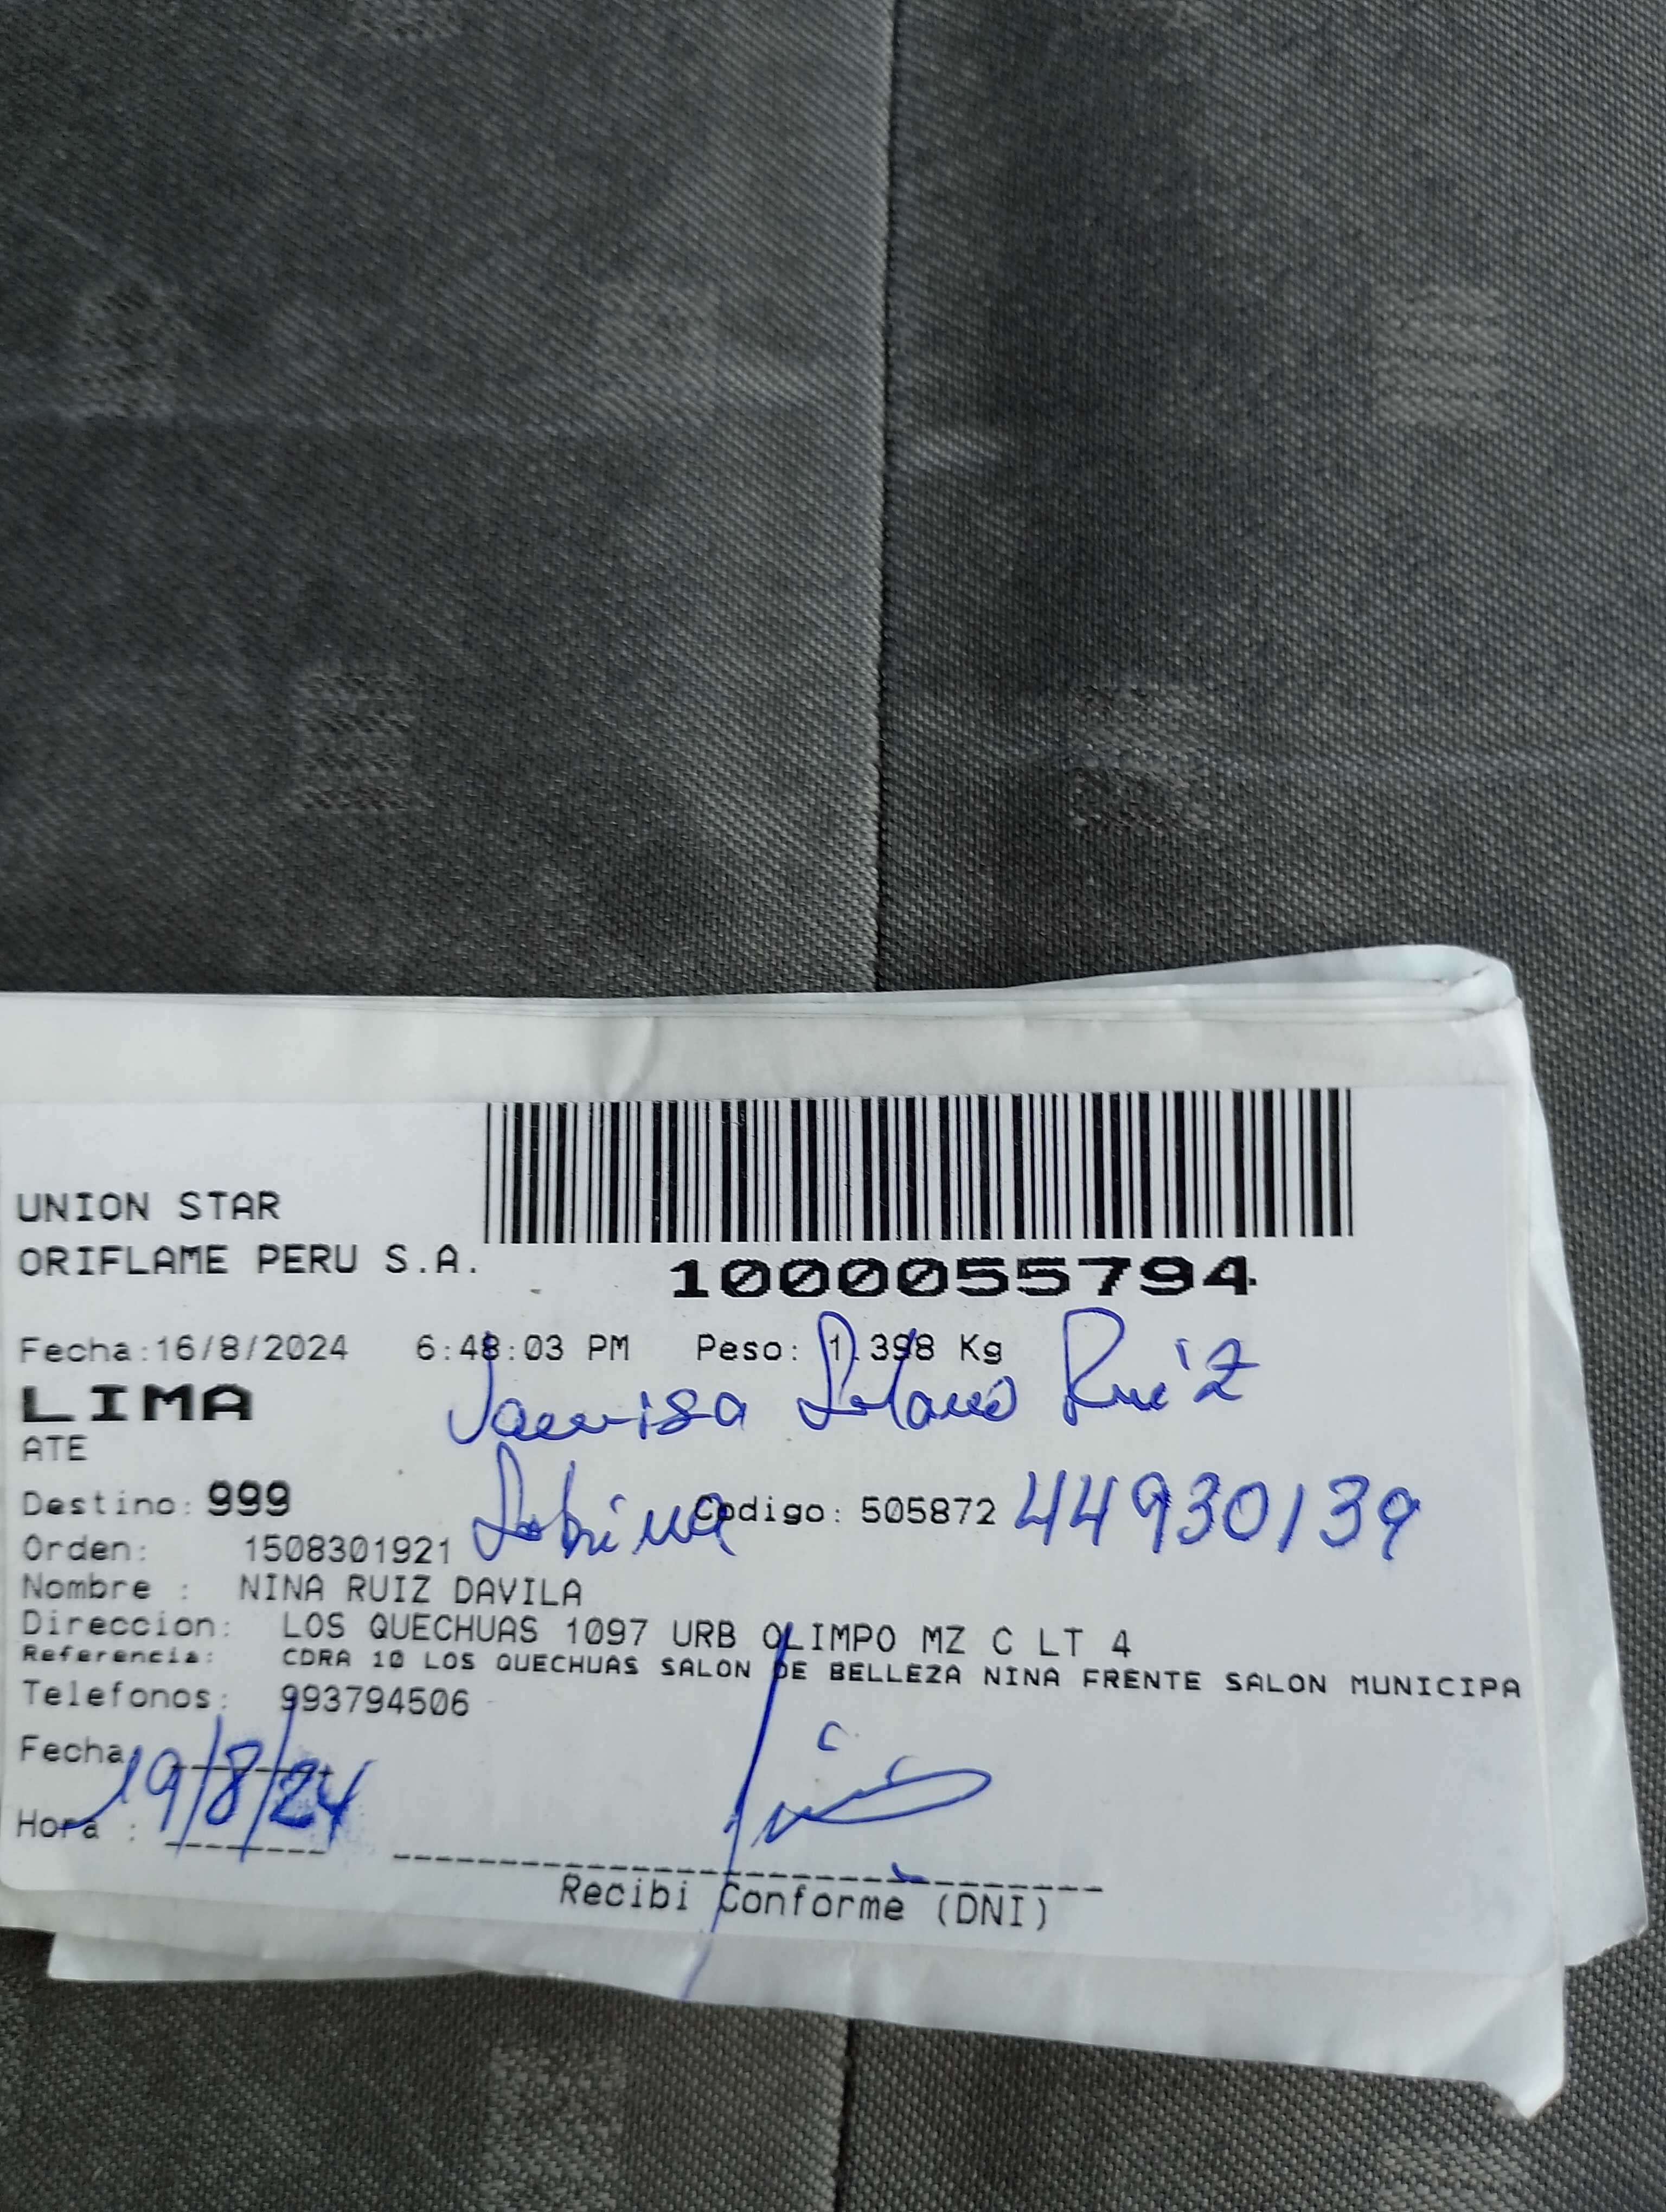 UNION STAR
ORIFLAME PERU S.A.
1000055794
Fecha:16/8/2024 6:48:03 PM Peso: 1.398 Kg
LIMA
Solano Ruiz
ATE
Destino: 999
Sobrina Codigo: 505872 44930139
Orden: 1508301921
Nombre : NINA RUIZ DAVILA
Direccion: LOS QUECHUAS 1097 URB OLIMPO MZ C LT 4
Referencia: CDRA 10 LOS QUECHUAS SALON DE BELLEZA NINA FRENTE SALON MUNICIPA
Telefonos: 993794506
Fecha 19/8/24
Hora :
Recibi Conforme (DNI)